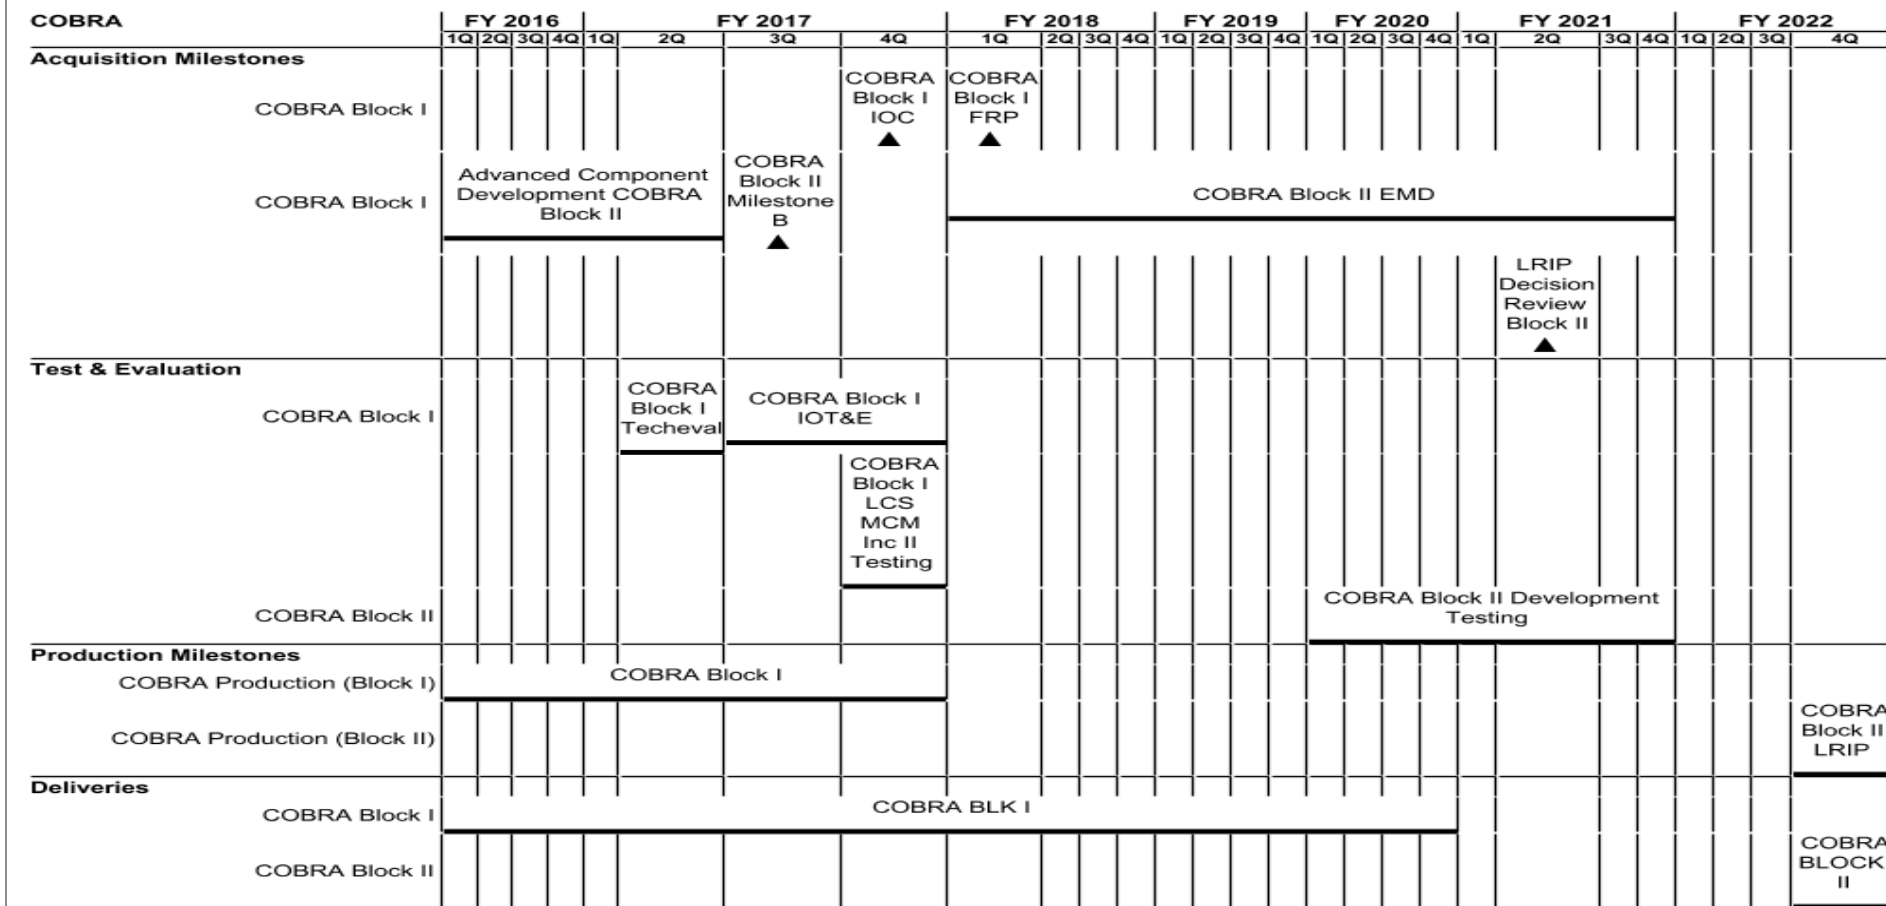 COBRA FY 2016 FY 2017 FY 2018 FY 2019 FY 2020 FY 2021 FY 2022
1Q 2Q 3Q 4Q 1Q 2Q 3Q 4Q 1Q 2Q 3Q 4Q 1Q 2Q 3Q 4Q 1Q 2Q 3Q 4Q 1Q 2Q 3Q 4Q 1Q 2Q 3Q 4Q
Acquisition Milestones
COBRA Block I
COBRA
Block I
IOC
COBRA
Block I
FRP
COBRA Block I
Advanced Component
Development COBRA
Block II
COBRA
Block II
Milestone
B
COBRA Block II EMD
LRIP
Decision
Review
Block II
Test & Evaluation
COBRA Block I
COBRA
Block I
Techeval
COBRA Block I
IOT&E
COBRA
Block I
LCS
MCM
Inc II
Testing
COBRA Block II
COBRA Block II Development
Testing
Production Milestones
COBRA Production (Block I)
COBRA Block I
COBRA Production (Block II)
COBRA
Block II
LRIP
Deliveries
COBRA Block I
COBRA BLK I
COBRA Block II
COBRA
BLOCK
II